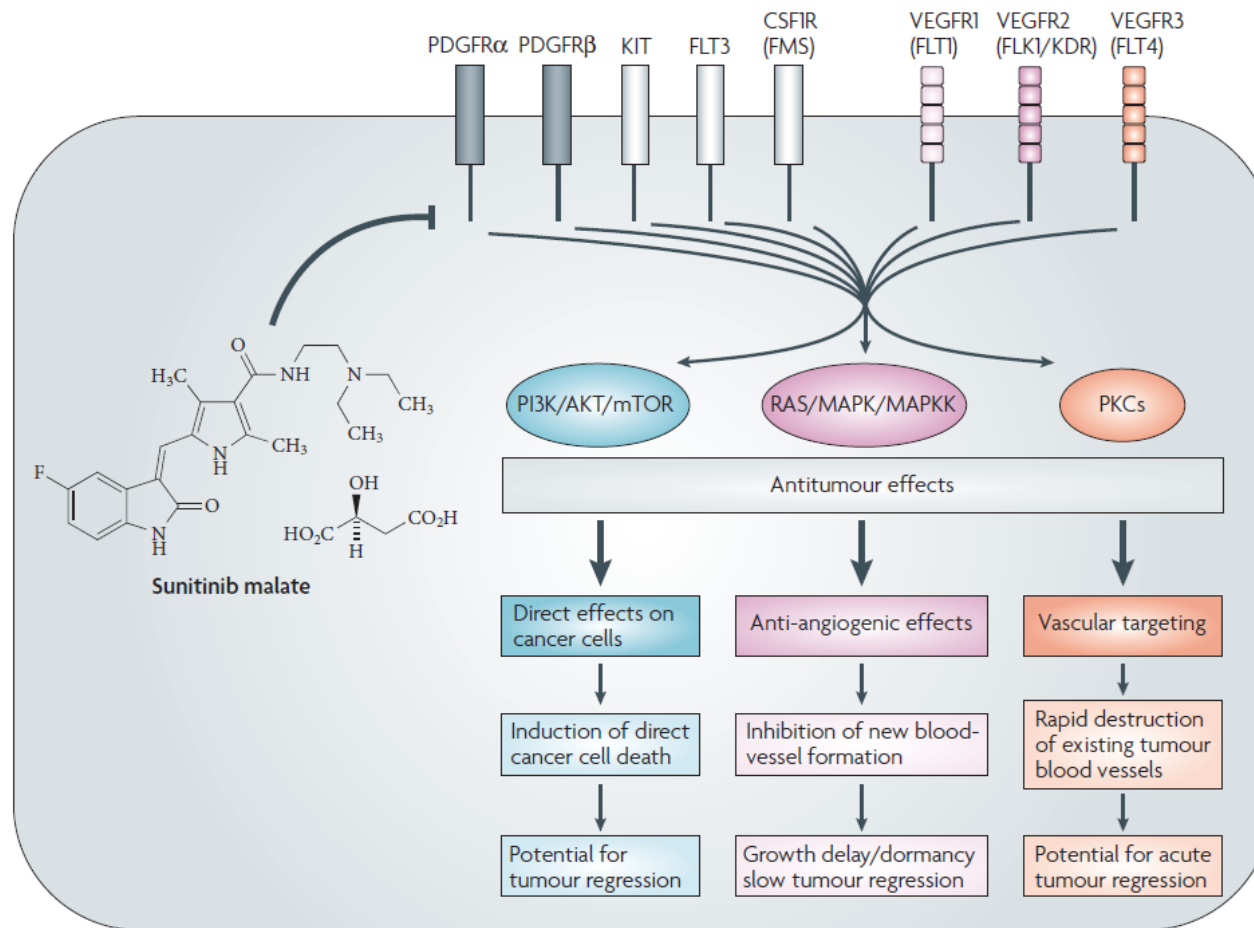 PDGFRα
PDGFRβ
KIT
FLT3
CSF1R
(FMS)
VEGFR1
(FLT1)
VEGFR2
(FLK1/KDR)
VEGFR3
(FLT4)
O
H₃C
NH
N
CH₃
CH₃
CH₃
N
H
F
O
N
H
OH
HO₂C
CO₂H
H
Sunitinib malate
PI3K/AKT/mTOR
RAS/MAPK/MAPKK
PKCs
Antitumour effects
Direct effects on
cancer cells
Anti-angiogenic effects
Vascular targeting
Induction of direct
cancer cell death
Inhibition of new blood-
vessel formation
Rapid destruction
of existing tumour
blood vessels
Potential for
tumour regression
Growth delay/dormancy
slow tumour regression
Potential for acute
tumour regression